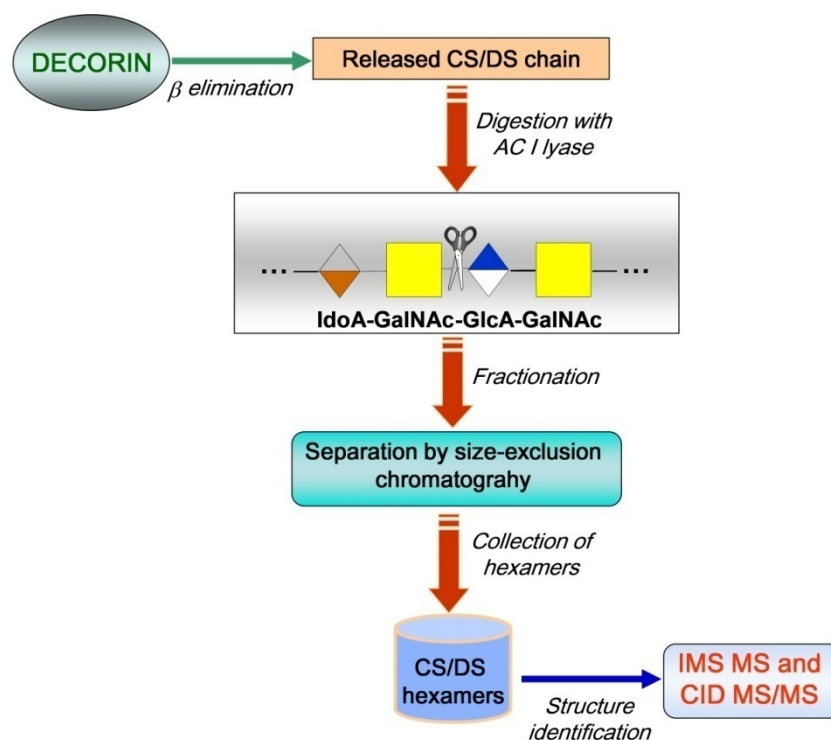 DECORIN
β elimination
Released CS/DS chain
Digestion with
AC I lyase
... ...
IdoA-GalNAc-GlcA-GalNAc
Fractionation
Separation by size-exclusion
chromatograhy
Collection of
hexamers
CS/DS
hexamers
Structure
identification
IMS MS and
CID MS/MS